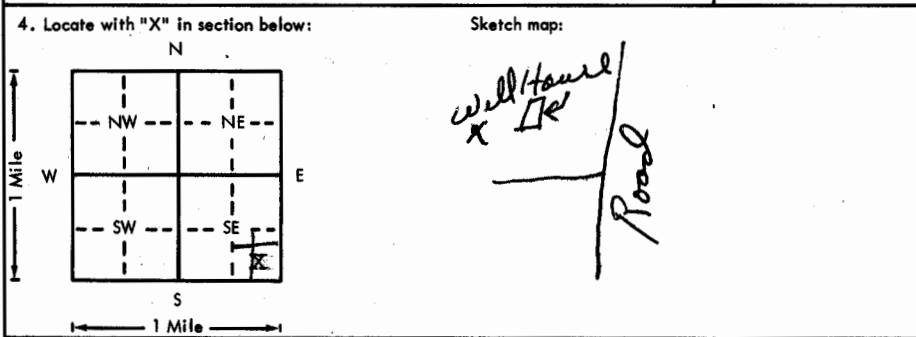 4. Locate with "X" in section below:
Sketch map:
N
NW NE
W E
1 Mile
SW SE
X
S
1 Mile
Well House
X
Road